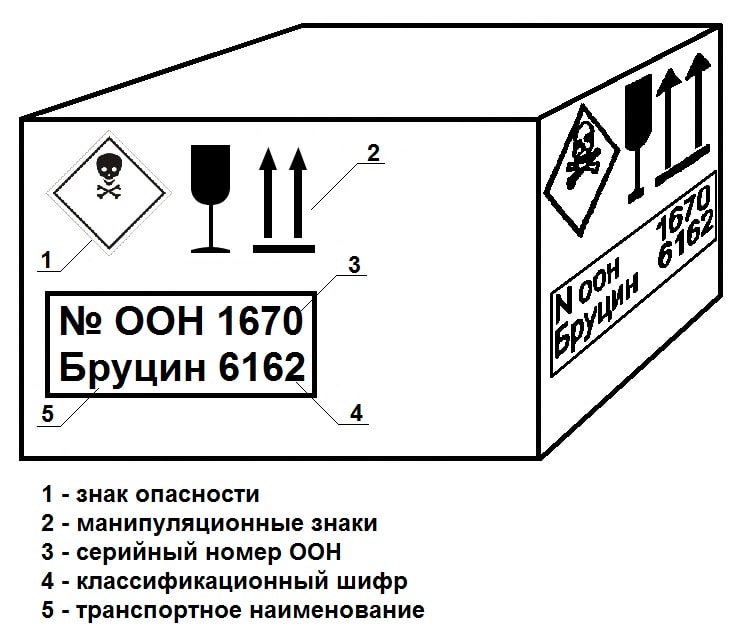 2
1
3
№ ООН 1670
Бруцин 6162
5
4
N ООН 1670
Бруцин 6162
1 - знак опасности
2 - манипуляционные знаки
3 - серийный номер ООН
4 - классификационный шифр
5 - транспортное наименование